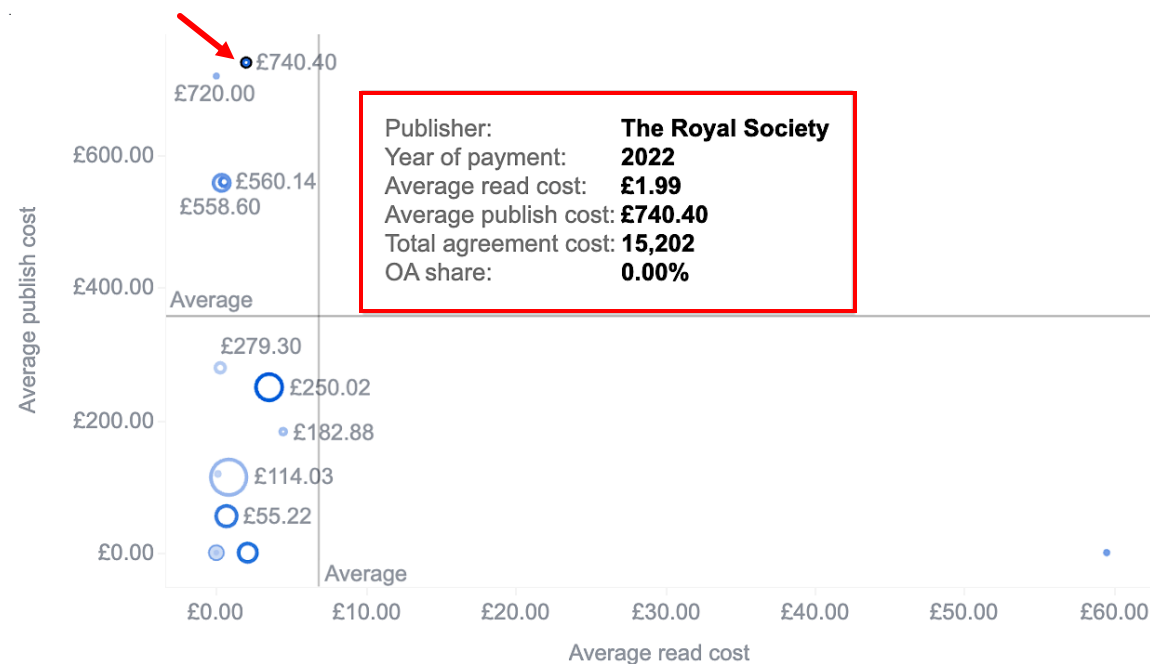 £740.40
£720.00
Publisher: The Royal Society
Year of payment: 2022
Average read cost: £1.99
Average publish cost: £740.40
Total agreement cost: 15,202
OA share: 0.00%
£600.00
£560.14
£558.60
Average publish cost
£400.00
Average
£279.30
£250.02
£200.00
£182.88
£114.03
£55.22
£0.00
Average
£0.00 £10.00 £20.00 £30.00 £40.00 £50.00 £60.00
Average read cost